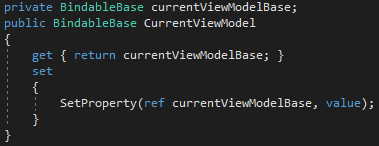 private BindableBase currentViewModelBase;
public BindableBase CurrentViewModel
{
get { return currentViewModelBase; }
set
{
SetProperty(ref currentViewModelBase, value);
}
}